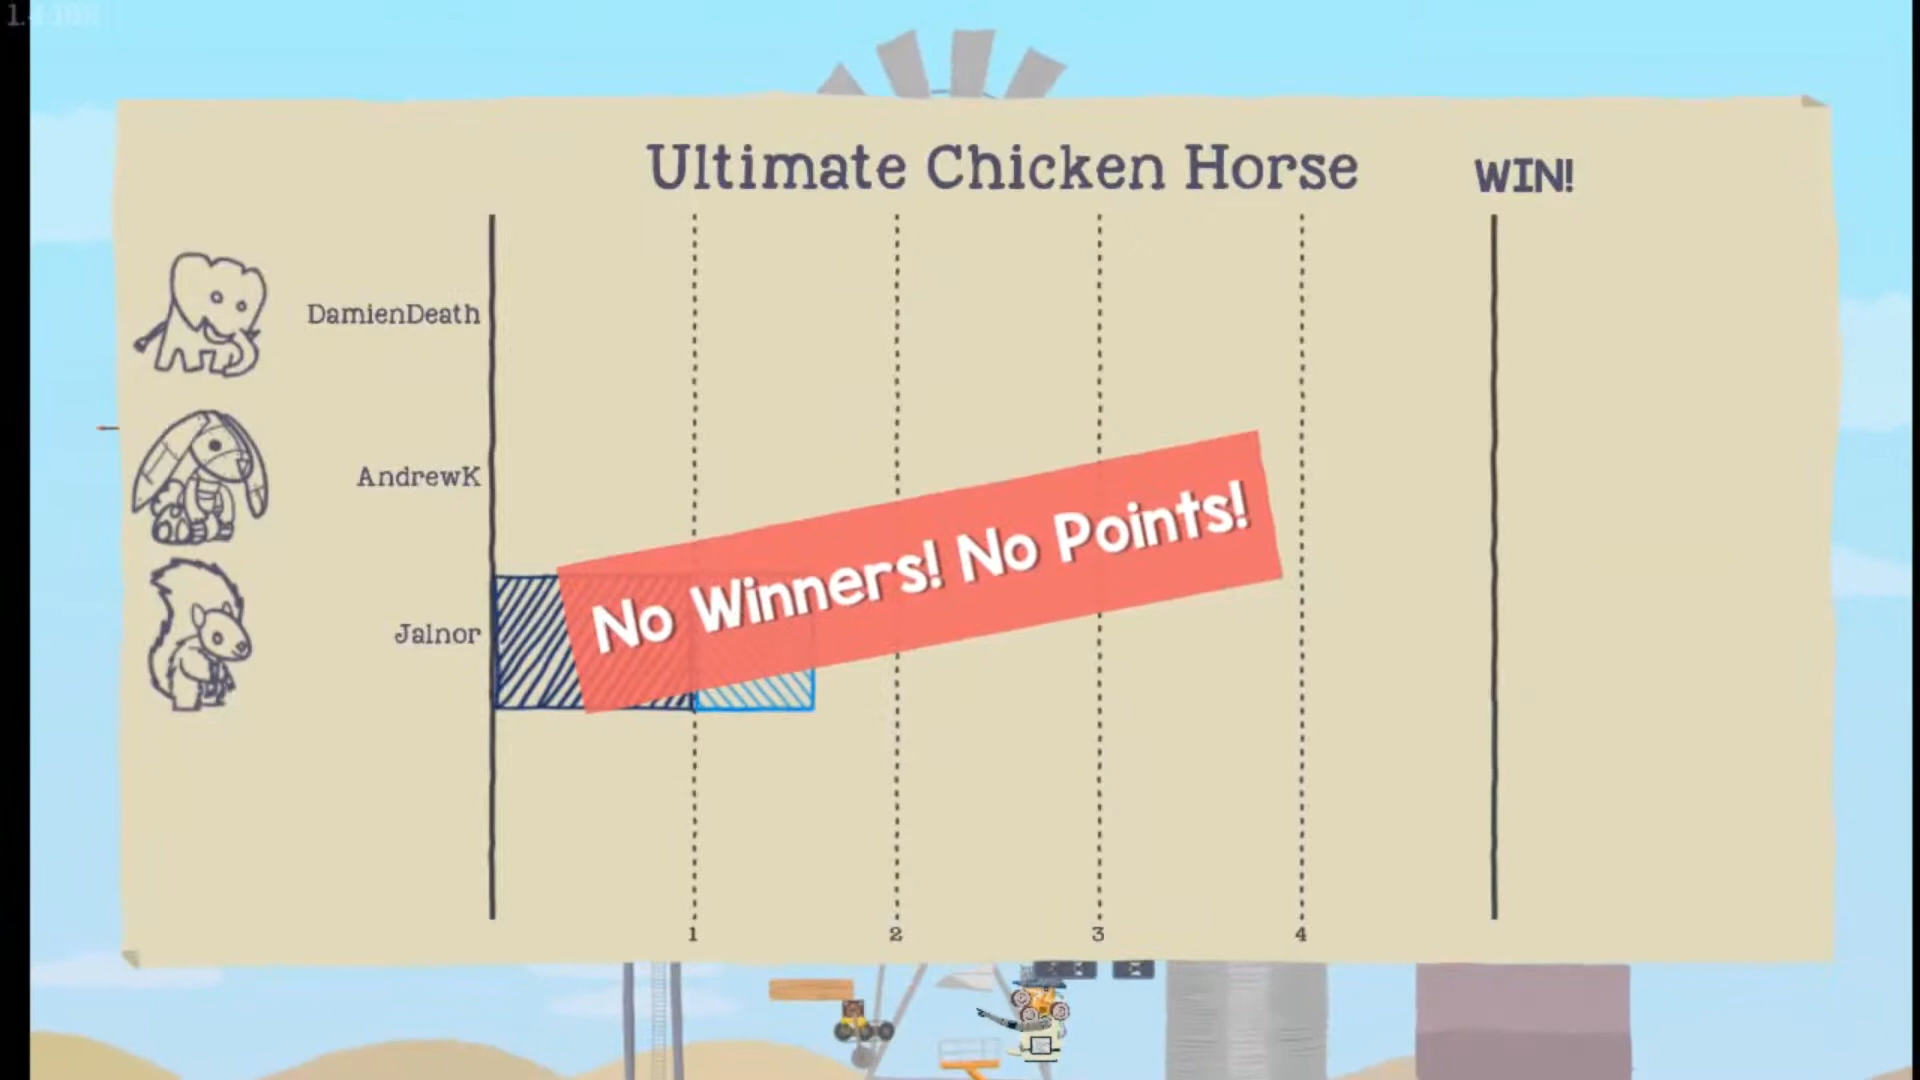 Ultimate Chicken Horse
WIN!
DamienDeath
AndrewK
Jalnor
No Winners! No Points!
1 2 3 4